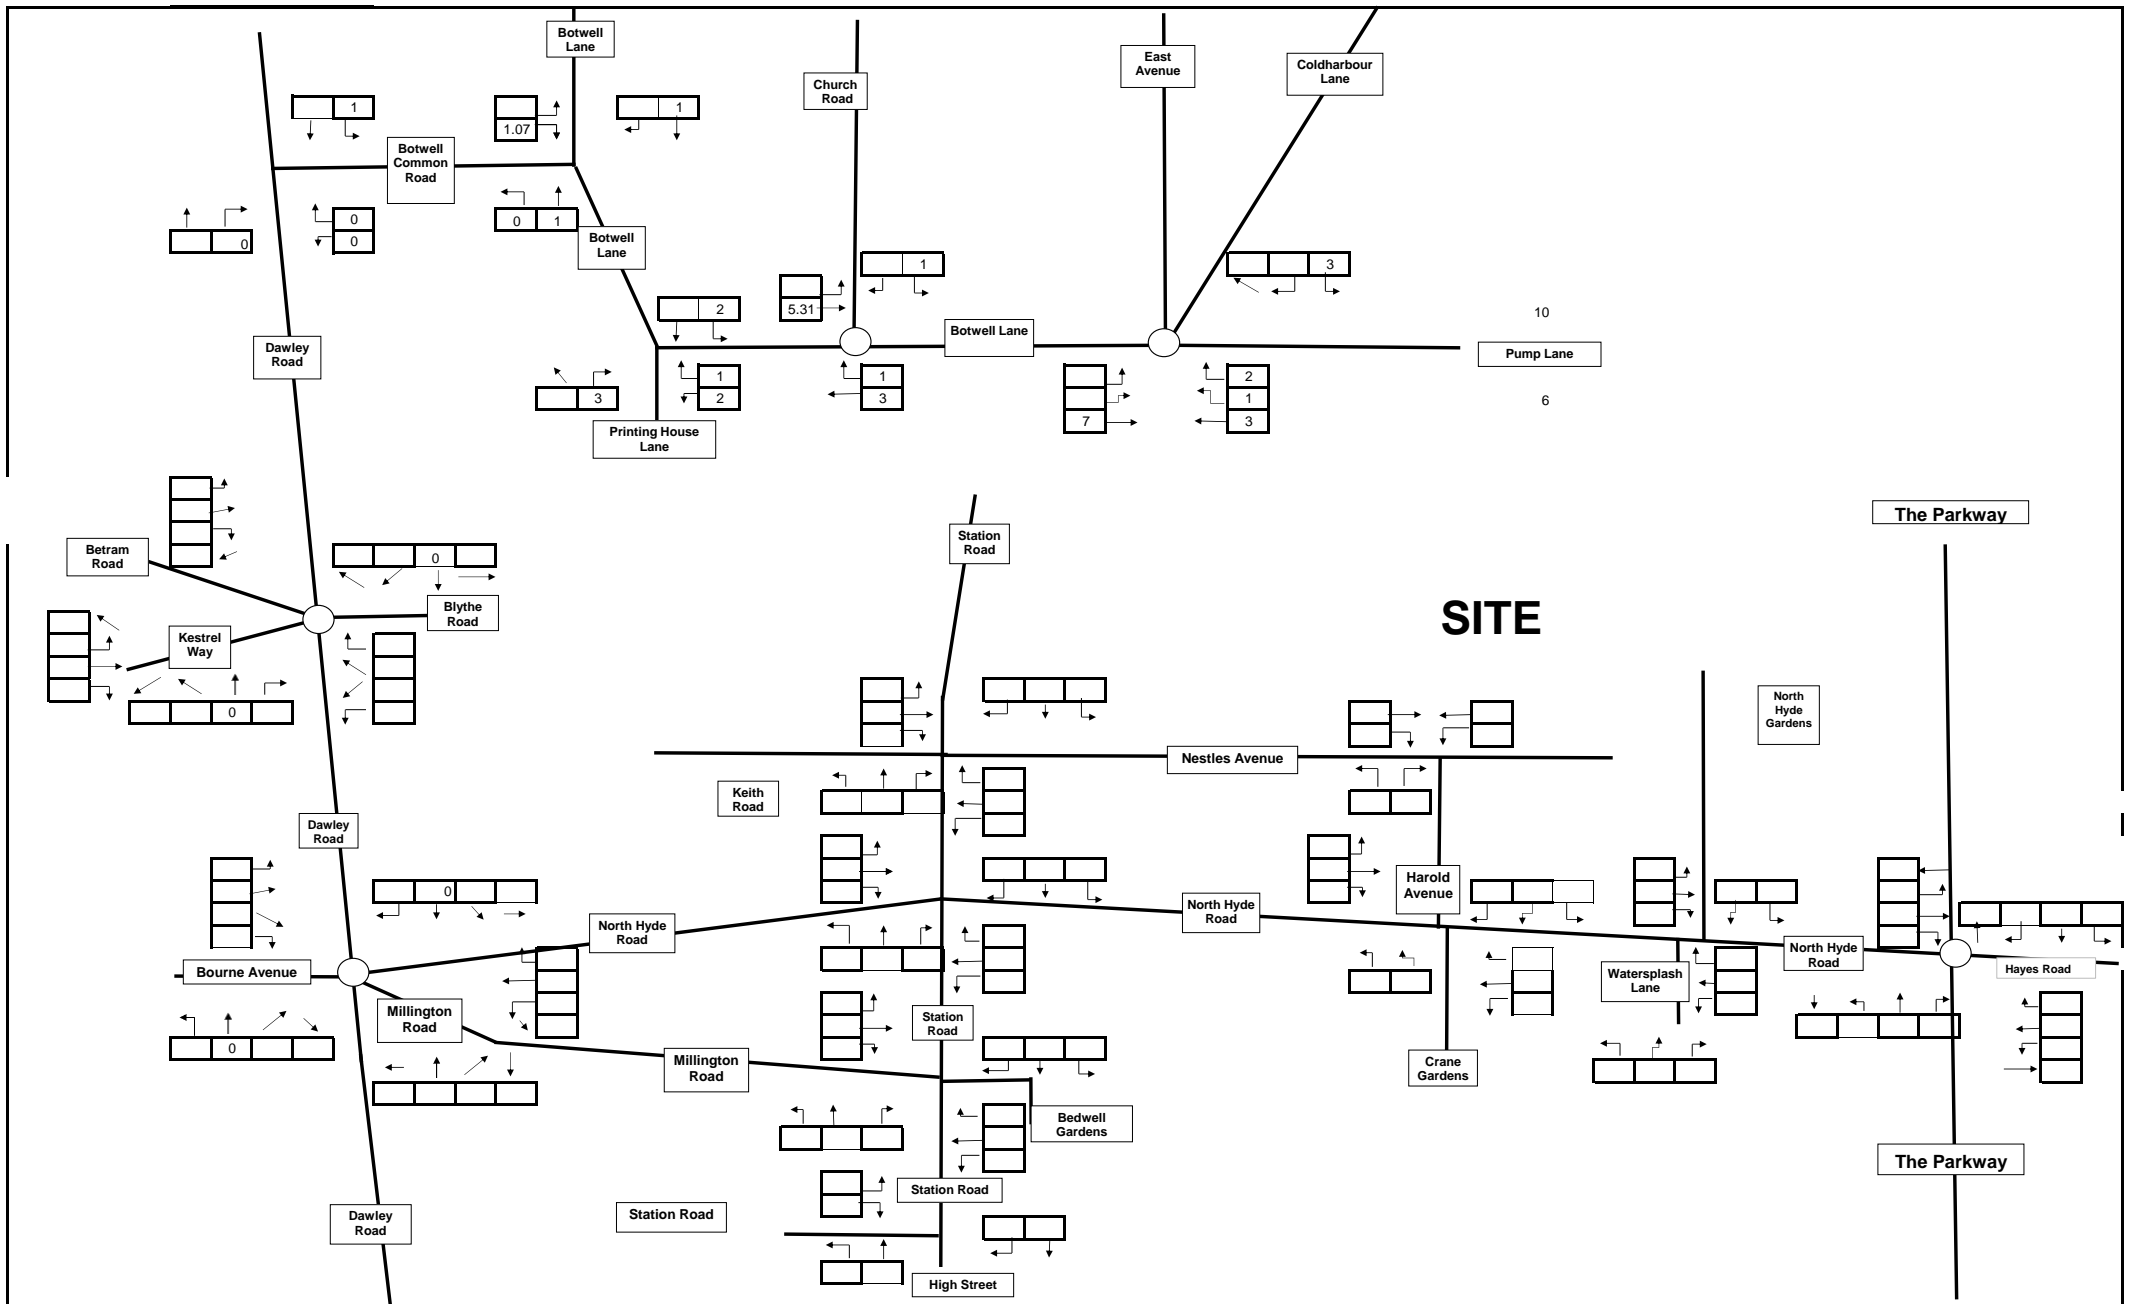 Botwell
Lane
East
Avenue
Coldharbour
Lane
Church
Road
1
1.07
1
Botwell
Common
Road
0
0
0
0
1
Botwell
Lane
1
3
2
5.31
10
Botwell Lane
Dawley
Road
Pump Lane
3
1
2
1
3
7
2
1
3
6
Printing House
Lane
The Parkway
Station
Road
Betram
Road
0
SITE
Blythe
Road
Kestrel
Way
0
North
Hyde
Gardens
Nestles Avenue
Keith
Road
Dawley
Road
0
Harold
Avenue
North Hyde
Road
North Hyde
Road
North Hyde
Road
Bourne Avenue
Hayes Road
Watersplash
Lane
Millington
Road
Station
Road
0
Millington
Road
Crane
Gardens
Bedwell
Gardens
The Parkway
Station Road
Station Road
Dawley
Road
High Street